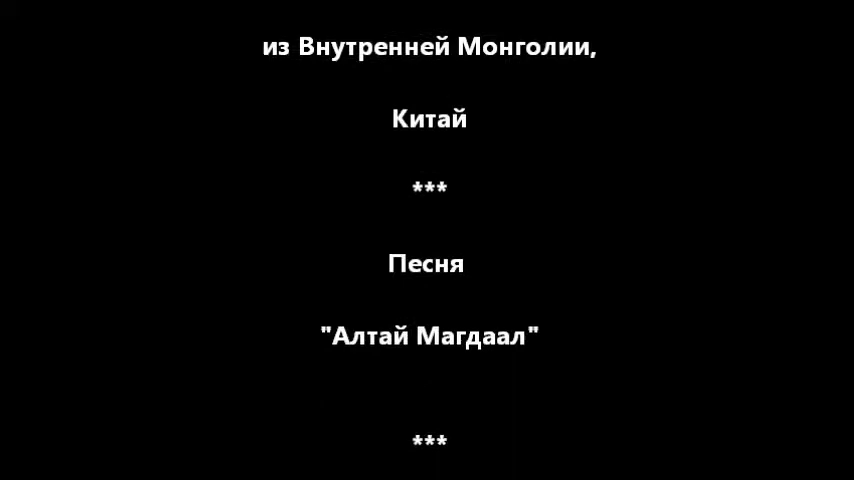 из Внутренней Монголии,
Китай
***
Песня
"Алтай Магдаал"
***